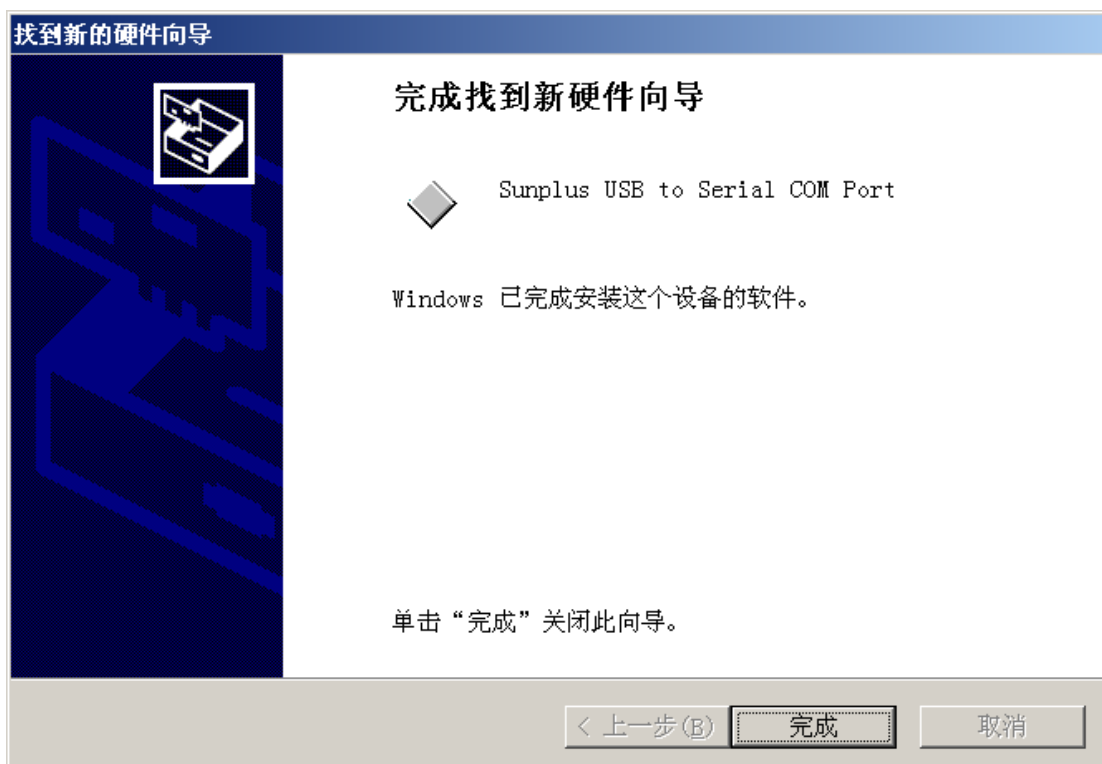 找到新的硬件向导
完成找到新硬件向导
Sunplus USB to Serial COM Port
Windows 已完成安装这个设备的软件。
单击“完成”关闭此向导。
< 上一步(B) 完成 取消